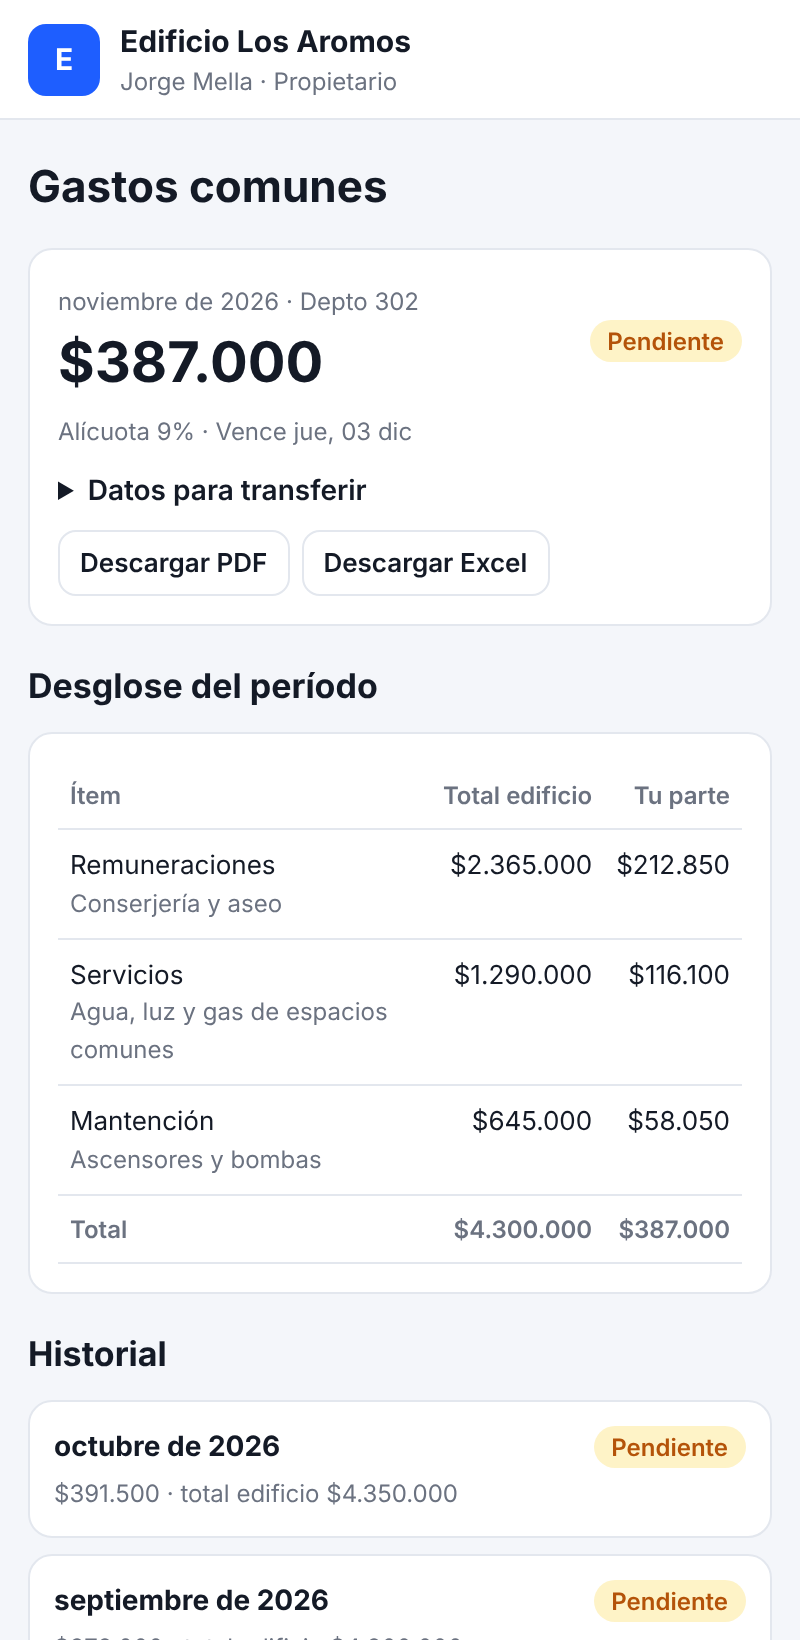 E
Edificio Los Aromos
Jorge Mella · Propietario
Gastos comunes
noviembre de 2026 · Depto 302
$387.000
Pendiente
Alícuota 9% · Vence jue, 03 dic
▶ Datos para transferir
Descargar PDF Descargar Excel
Desglose del período
Ítem Total edificio Tu parte
Remuneraciones $2.365.000 $212.850
Conserjería y aseo
Servicios $1.290.000 $116.100
Agua, luz y gas de espacios
comunes
Mantención $645.000 $58.050
Ascensores y bombas
Total $4.300.000 $387.000
Historial
octubre de 2026 Pendiente
$391.500 · total edificio $4.350.000
septiembre de 2026 Pendiente